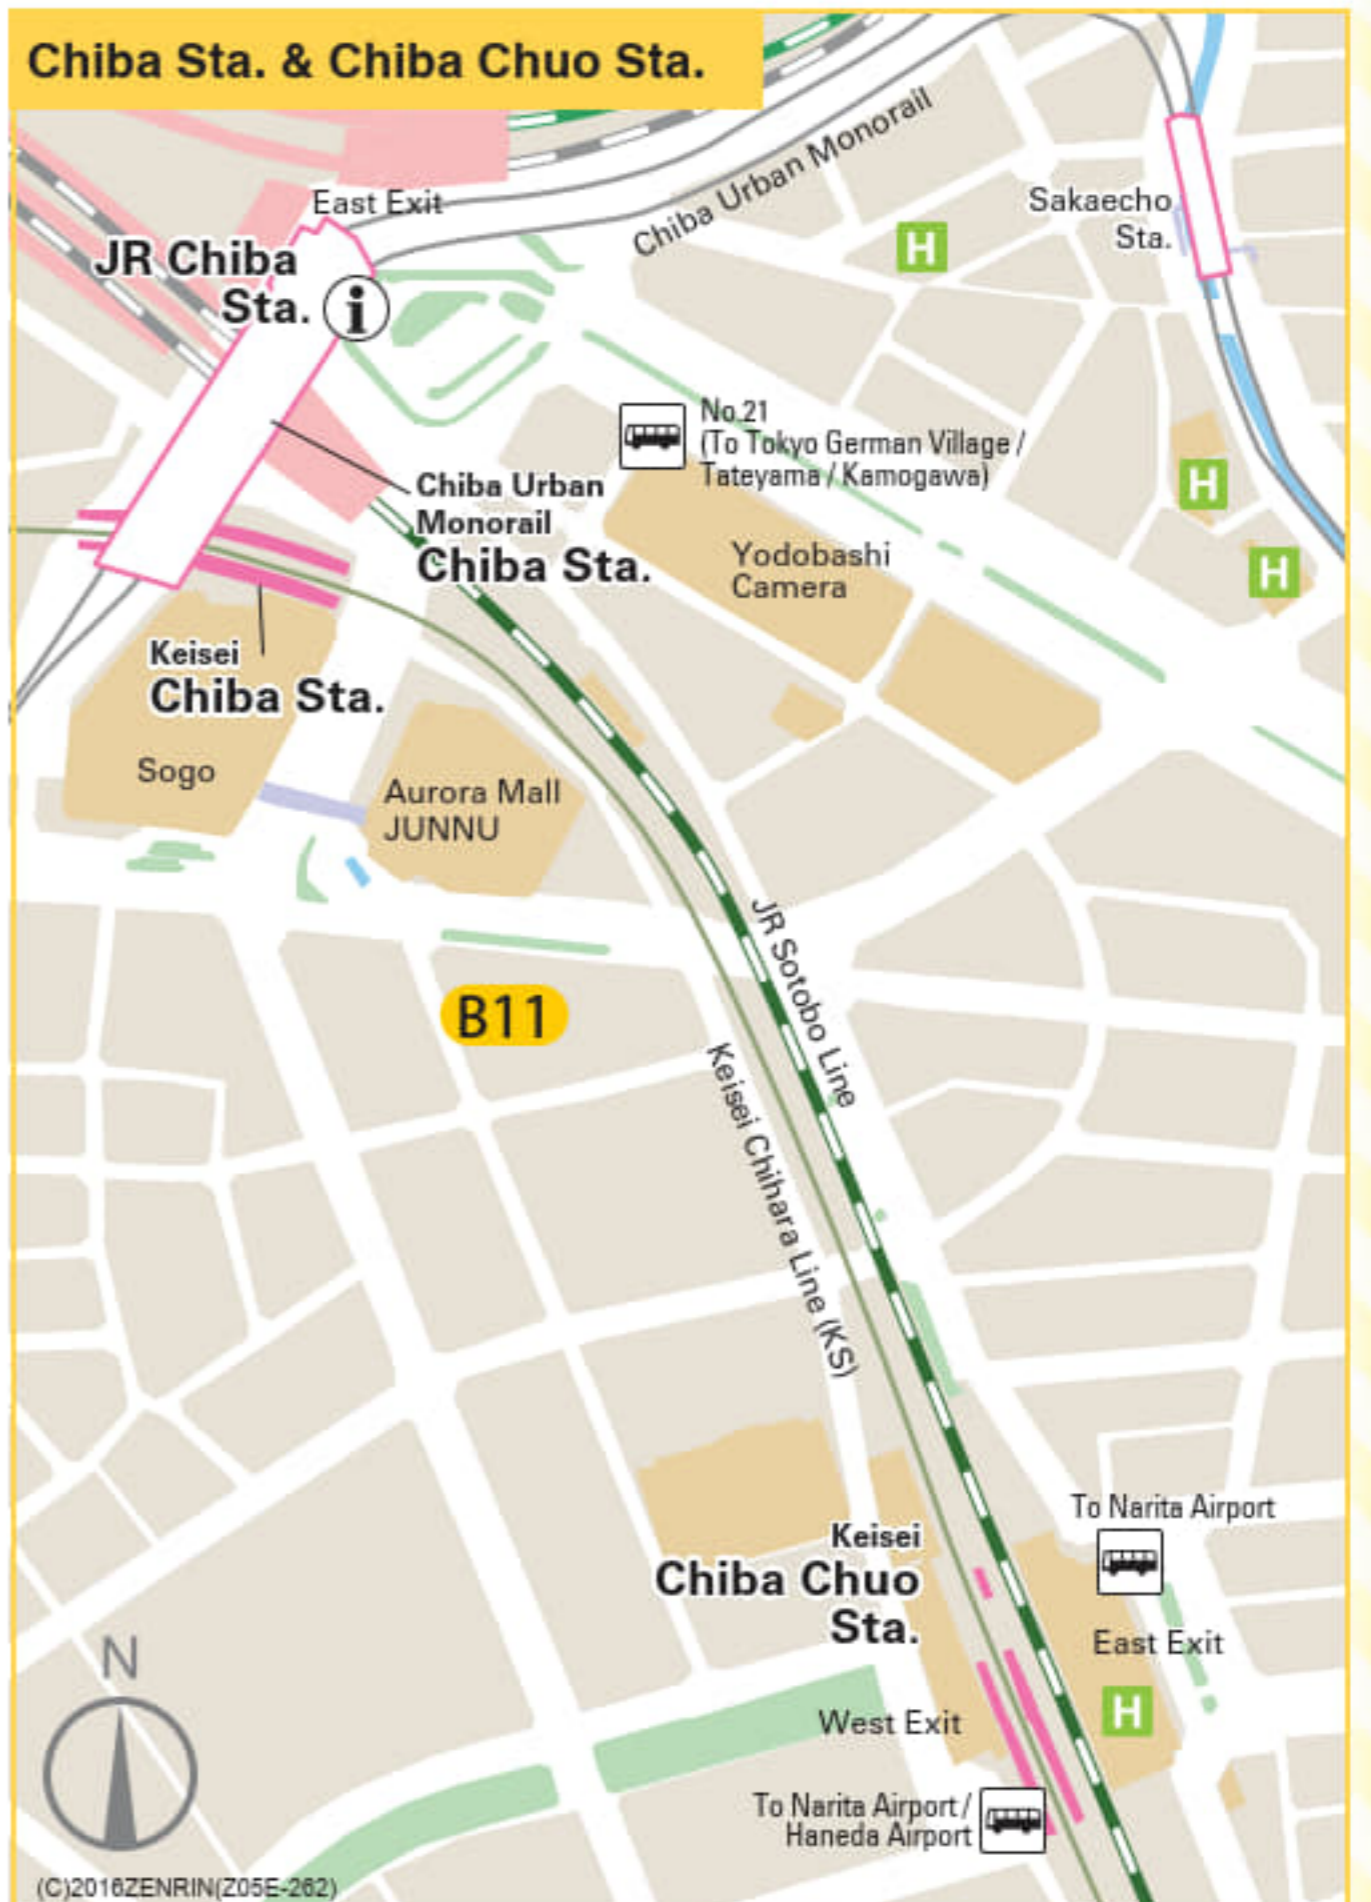 Chiba Sta. & Chiba Chuo Sta.
East Exit
JR Chiba
Sta.
i
Chiba Urban Monorail
Sakaecho
Sta.
H
No.21
(To Tokyo German Village /
Tateyama / Kamogawa)
Chiba Urban
Monorail
Chiba Sta.
Yodobashi
Camera
H
H
Keisei
Chiba Sta.
Sogo
Aurora Mall
JUNNU
JR Sotobo Line
B11
Keisei Chihara Line (KS)
To Narita Airport
Keisei
Chiba Chuo
Sta.
East Exit
West Exit
H
To Narita Airport /
Haneda Airport
N
(C)2016ZENRIN(Z05E-262)